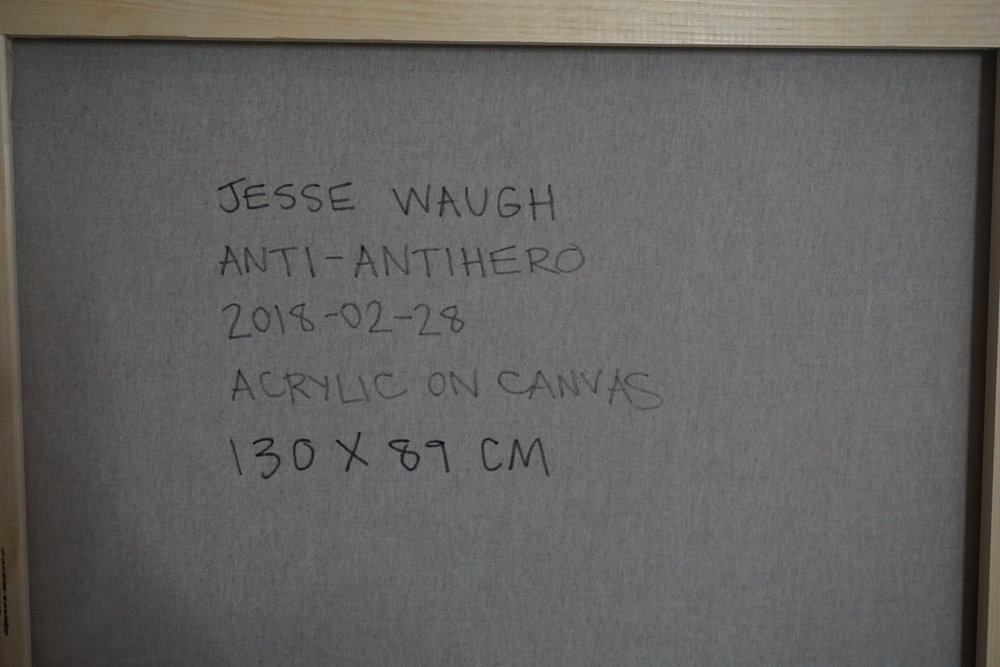 JESSE WAUGH
ANTI-ANTIHERO
2018-02-28
ACRYLIC ON CANVAS
130 X 89 CM